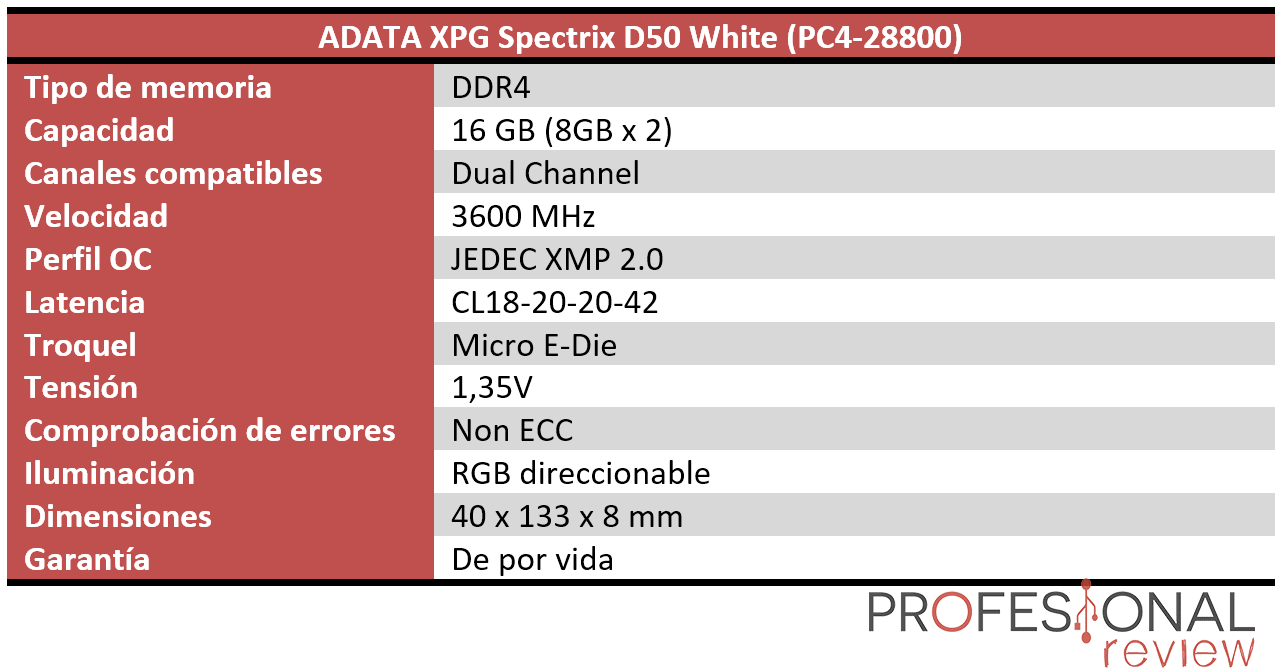 ADATA XPG Spectrix D50 White (PC4-28800)
Tipo de memoria DDR4
Capacidad 16 GB (8GB x 2)
Canales compatibles Dual Channel
Velocidad 3600 MHz
Perfil OC JEDEC XMP 2.0
Latencia CL18-20-20-42
Troquel Micro E-Die
Tensión 1,35V
Comprobación de errores Non ECC
Iluminación RGB direccionable
Dimensiones 40 x 133 x 8 mm
Garantía De por vida
PROFESIONAL
review